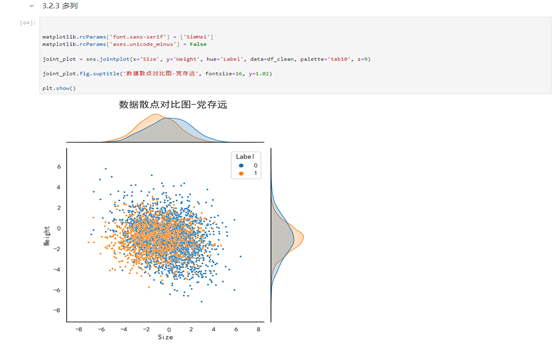 3.2.3 多列
[64]:
matplotlib.rcParams['font.sans-serif'] = ['SimHei']
matplotlib.rcParams['axes.unicode_minus'] = False
joint_plot = sns.jointplot(x='Size', y='Weight', hue='Label', data=df_clean, palette='tab10', s=9)
joint_plot.fig.suptitle('数据散点对比图-党存远', fontsize=16, y=1.02)
plt.show()
数据散点对比图-党存远
Label
0
1
6
4
2
0
−2
−4
−6
−8
Weight
−8 −6 −4 −2 0 2 4 6 8
Size